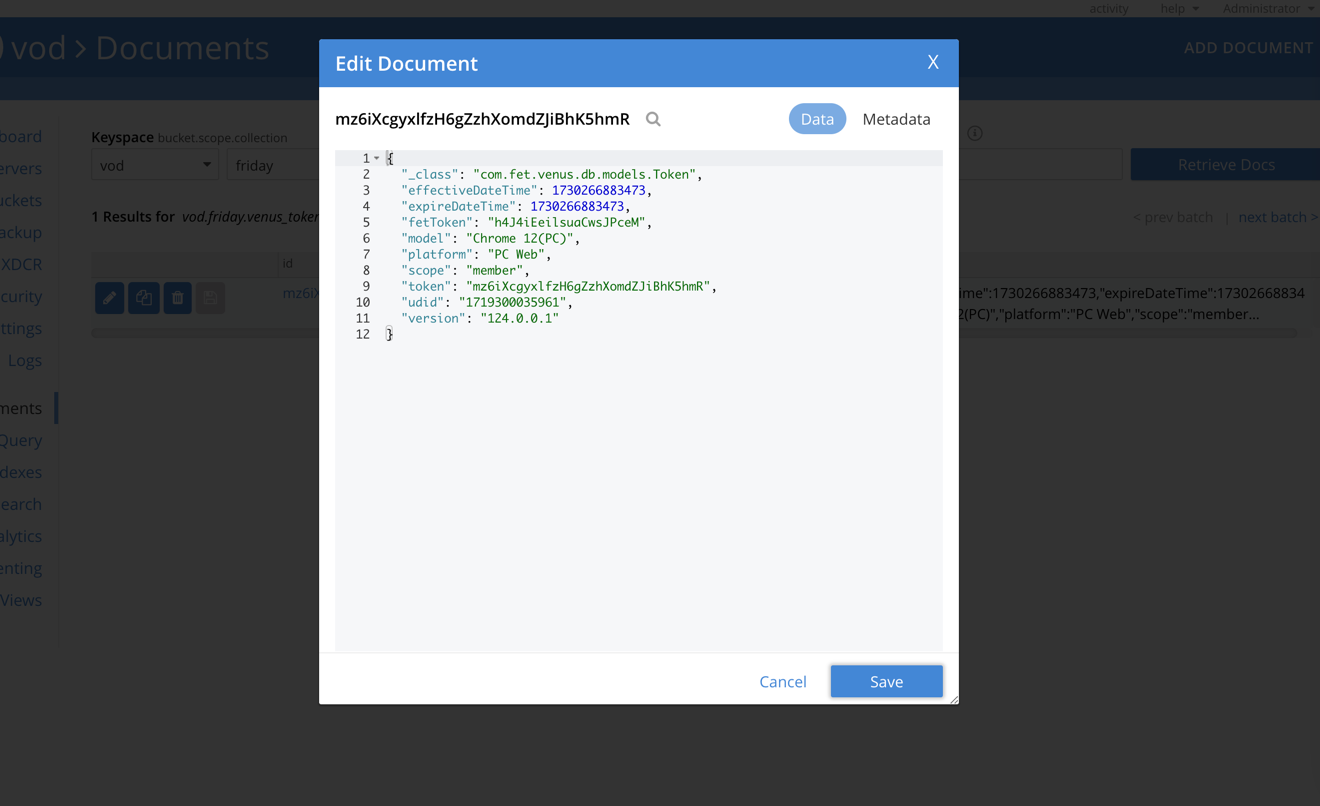 activity help Administrator
vod > Documents
ADD DOCUMENT
Edit Document X
mz6iXcgyxlfzH6gZzhXomdZJiBhK5hmR Data Metadata
board
ervers
uckets
ackup
XDCR
curity
ttings
Logs
ments
Query
dexes
earch
alytics
enting
Views
Keyspace bucket.scope.collection
vod friday Retrieve Docs
1 Results for vod.friday.venus_token < prev batch | next batch >
id
mz6iX
ime":1730266883473,"expireDateTime":17302668834
2(PC)","platform":"PC Web","scope":"member...
1 {
2 "_class": "com.fet.venus.db.models.Token",
3 "effectiveDateTime": 1730266883473,
4 "expireDateTime": 1730266883473,
5 "fetToken": "h4J4iEeilsuaCwsJPceM",
6 "model": "Chrome 12(PC)",
7 "platform": "PC Web",
8 "scope": "member",
9 "token": "mz6iXcgyxlfzH6gZzhXomdZJiBhK5hmR",
10 "udid": "1719300035961",
11 "version": "124.0.0.1"
12 }
Cancel Save